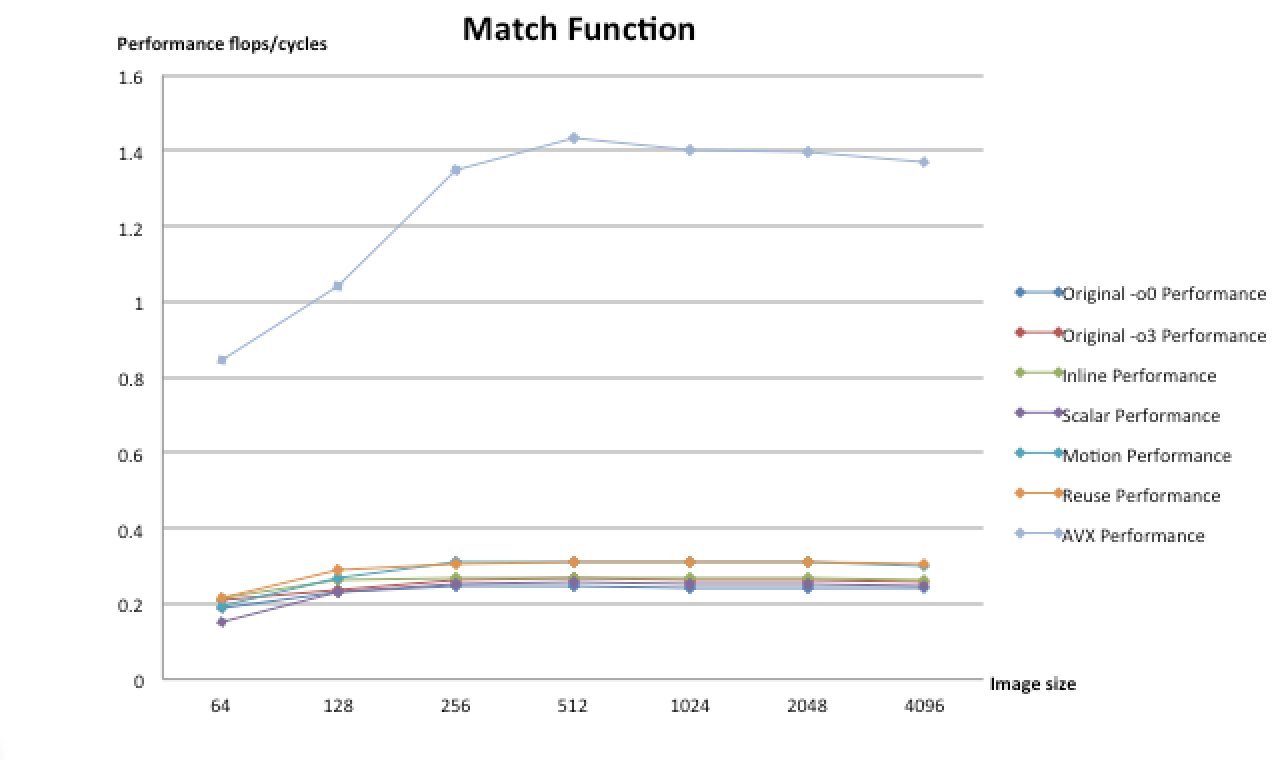 Match Function
Performance flops/cycles
1.6
1.4
1.2
1
0.8
0.6
0.4
0.2
0
64 128 256 512 1024 2048 4096
Image size
Original -o0 Performance
Original -o3 Performance
Inline Performance
Scalar Performance
Motion Performance
Reuse Performance
AVX Performance